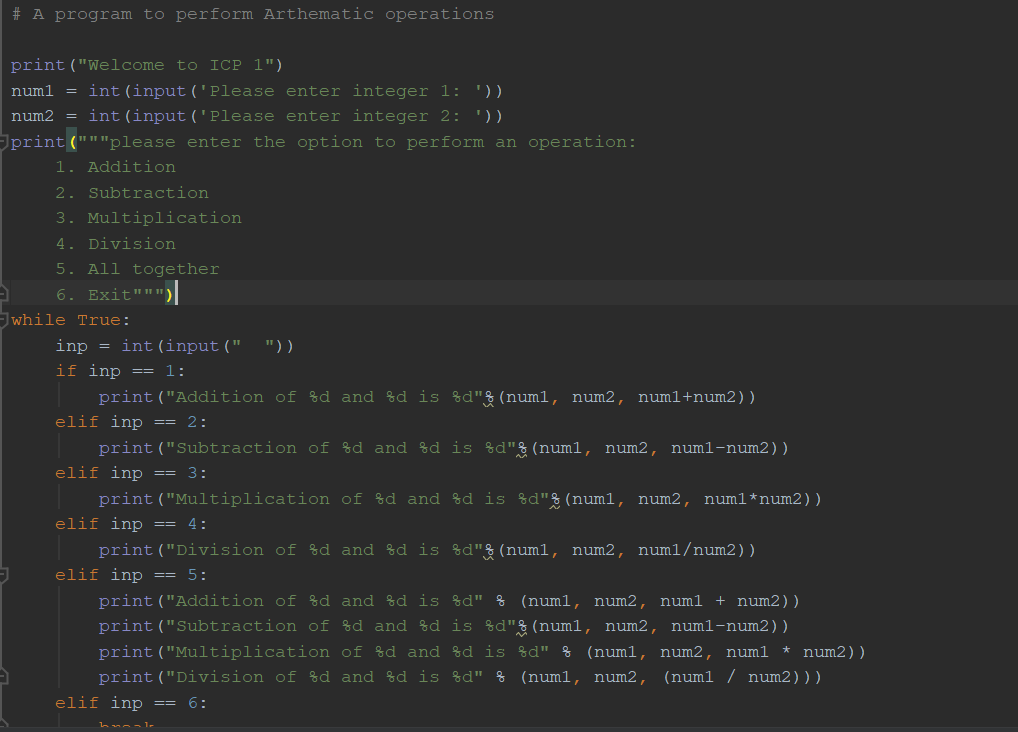 # A program to perform Arthematic operations
print("Welcome to ICP 1")
num1 = int(input('Please enter integer 1: '))
num2 = int(input('Please enter integer 2: '))
print("""please enter the option to perform an operation:
    1. Addition
    2. Subtraction
    3. Multiplication
    4. Division
    5. All together
    6. Exit""")
while True:
    inp = int(input("  "))
    if inp == 1:
        print("Addition of %d and %d is %d"%(num1, num2, num1+num2))
    elif inp == 2:
        print("Subtraction of %d and %d is %d"%(num1, num2, num1-num2))
    elif inp == 3:
        print("Multiplication of %d and %d is %d"%(num1, num2, num1*num2))
    elif inp == 4:
        print("Division of %d and %d is %d"%(num1, num2, num1/num2))
    elif inp == 5:
        print("Addition of %d and %d is %d" % (num1, num2, num1 + num2))
        print("Subtraction of %d and %d is %d"%(num1, num2, num1-num2))
        print("Multiplication of %d and %d is %d" % (num1, num2, num1 * num2))
        print("Division of %d and %d is %d" % (num1, num2, (num1 / num2)))
    elif inp == 6:
        break